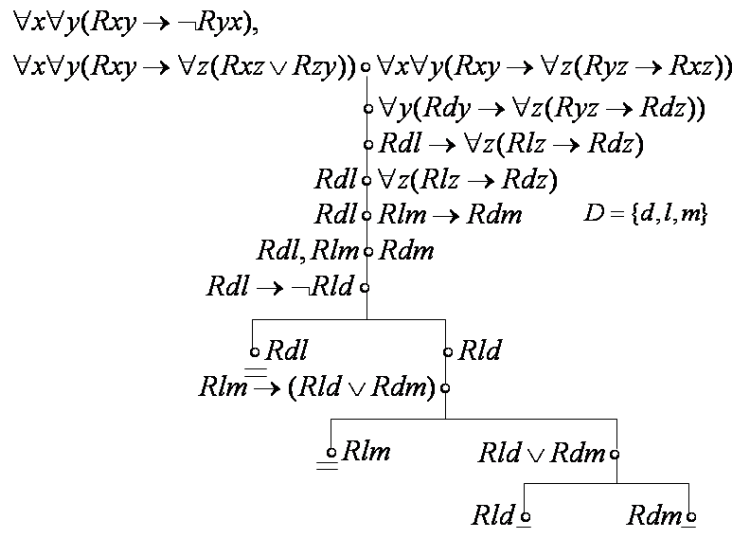 ∀x∀y(Rxy → ¬Ryx),
∀x∀y(Rxy → ∀z(Rxz ∨ Rzy)) ∘ ∀x∀y(Rxy → ∀z(Ryz → Rxz))
∘ ∀y(Rdy → ∀z(Ryz → Rdz))
∘ Rdl → ∀z(Rlz → Rdz)
Rdl ∘ ∀z(Rlz → Rdz)
Rdl ∘ Rlm → Rdm D = {d,l,m}
Rdl, Rlm ∘ Rdm
Rdl → ¬Rld ∘
∘ Rdl ∘ Rld
Rlm → (Rld ∨ Rdm) ∘
∘ Rlm Rld ∨ Rdm ∘
Rld ∘ Rdm ∘